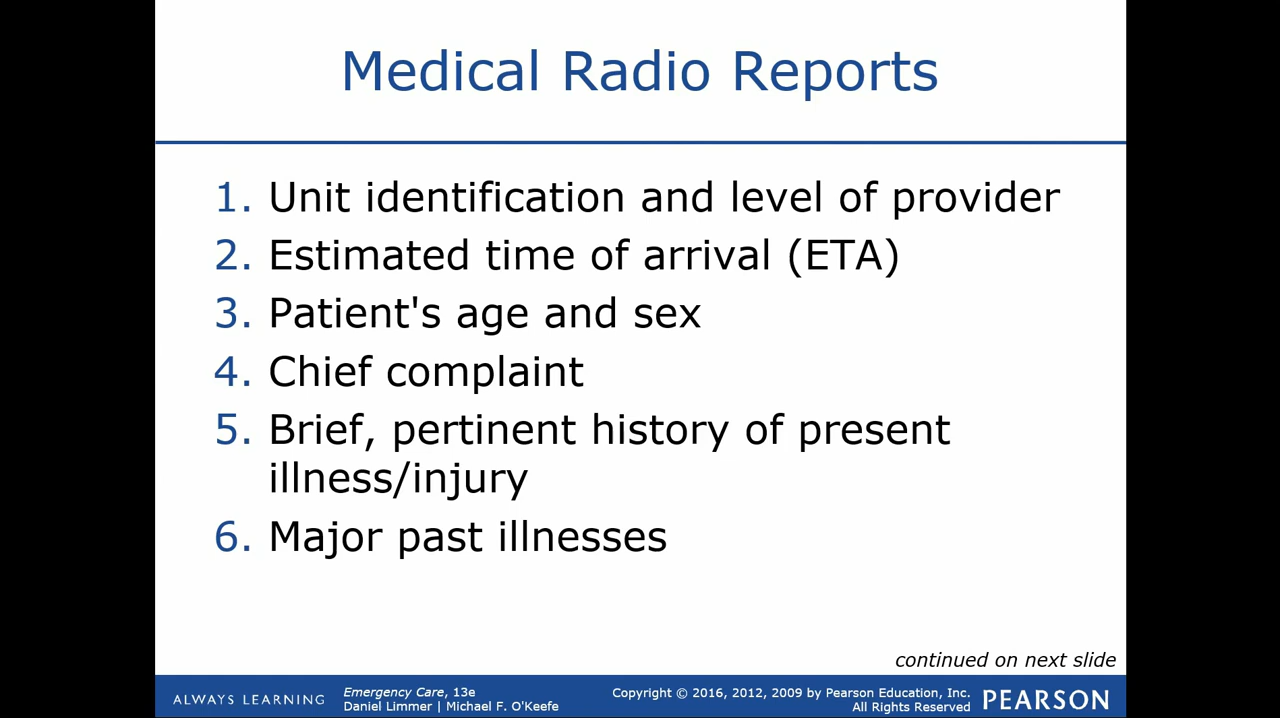 Medical Radio Reports
1. Unit identification and level of provider
2. Estimated time of arrival (ETA)
3. Patient's age and sex
4. Chief complaint
5. Brief, pertinent history of present
illness/injury
6. Major past illnesses
continued on next slide
ALWAYS LEARNING
Emergency Care, 13e
Daniel Limmer | Michael F. O'Keefe
Copyright © 2016, 2012, 2009 by Pearson Education, Inc.
All Rights Reserved
PEARSON